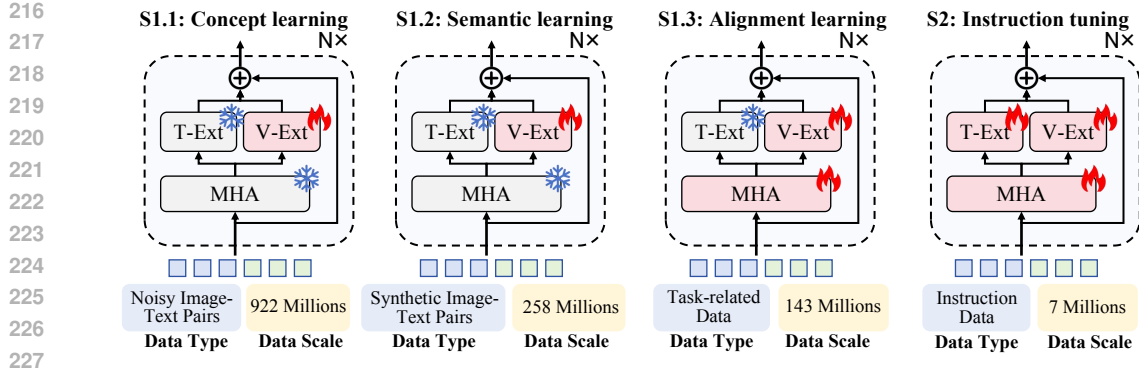 216
217
218
219
220
221
222
223
224
225
226
227
S1.1: Concept learning
N×
T-Ext
V-Ext
MHA
Noisy Image-
Text Pairs
922 Millions
Data Type
Data Scale
S1.2: Semantic learning
N×
T-Ext
V-Ext
MHA
Synthetic Image-
Text Pairs
258 Millions
Data Type
Data Scale
S1.3: Alignment learning
N×
T-Ext
V-Ext
MHA
Task-related
Data
143 Millions
Data Type
Data Scale
S2: Instruction tuning
N×
T-Ext
V-Ext
MHA
Instruction
Data
7 Millions
Data Type
Data Scale